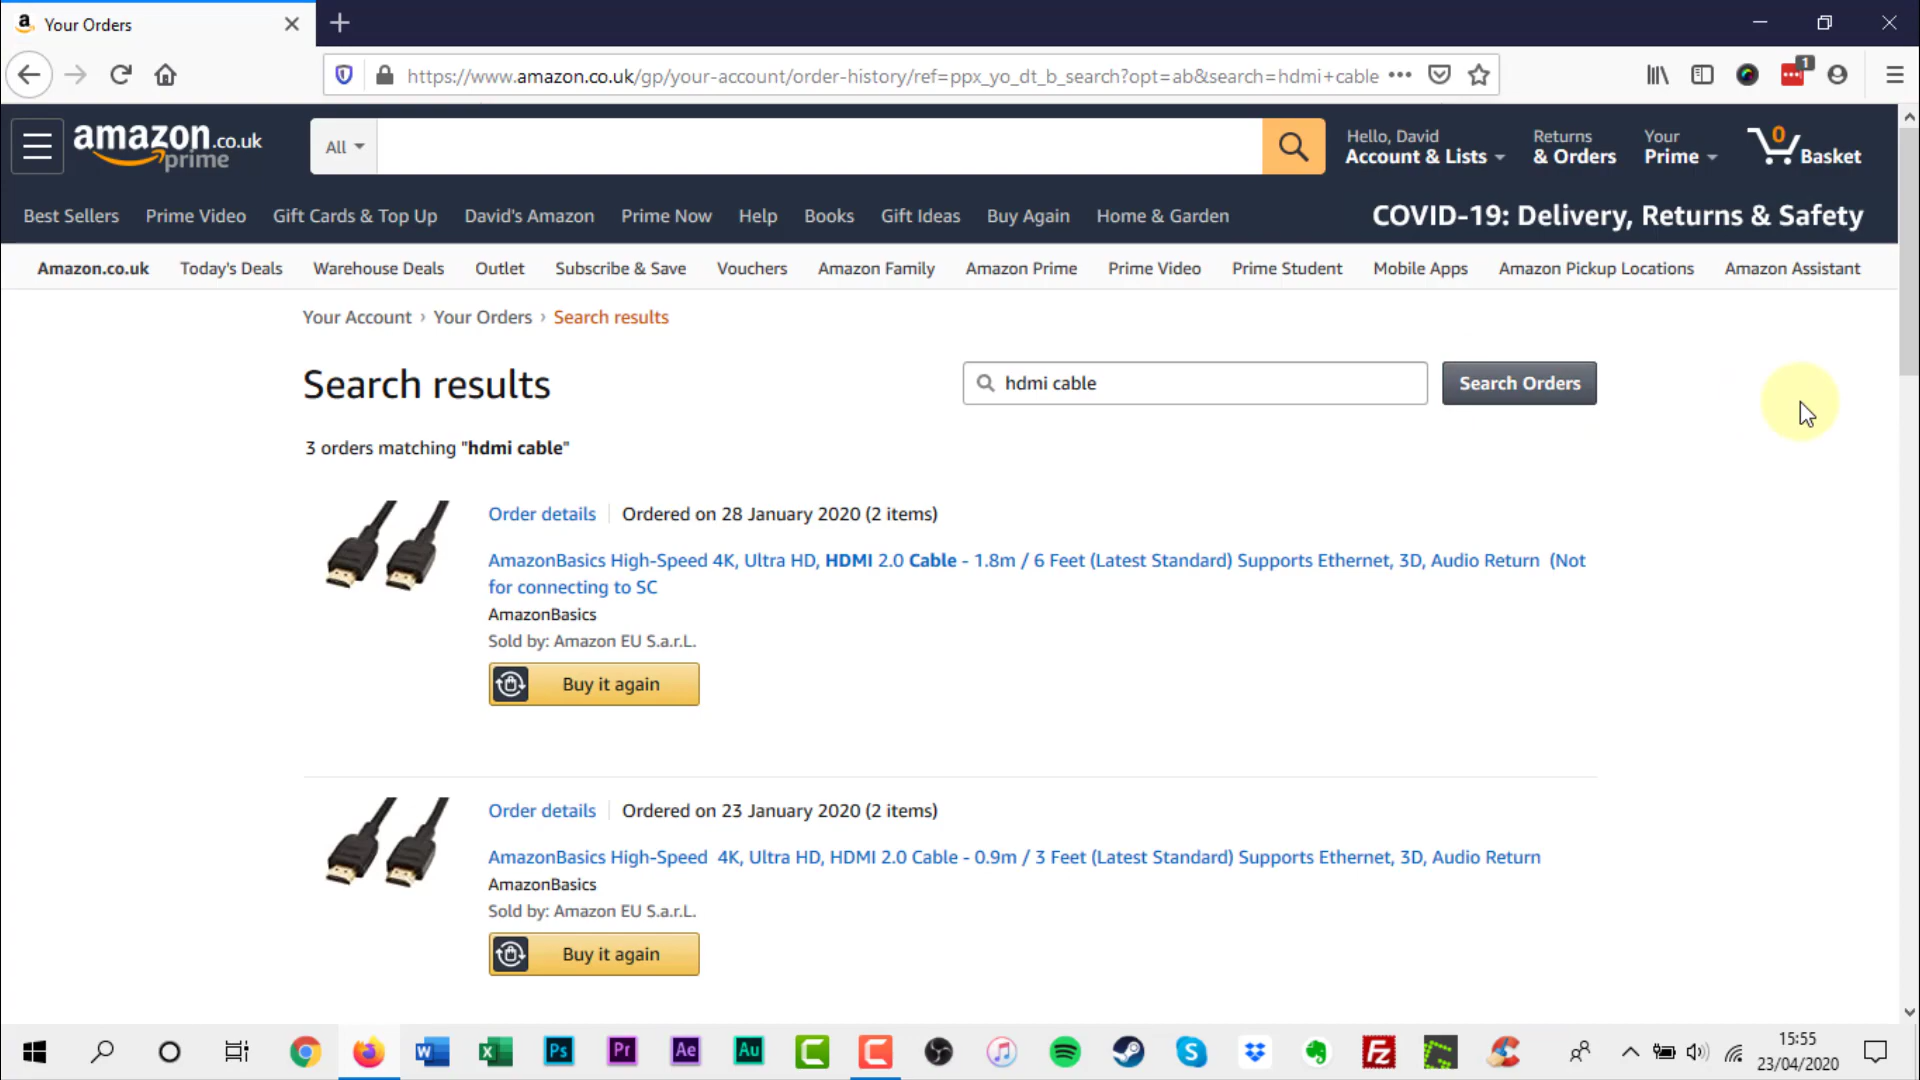 Your Orders
https://www.amazon.co.uk/gp/your-account/order-history/ref=ppx_yo_dt_b_search?opt=ab&search=hdmi+cable
1
amazon.co.uk
prime
All
Hello, David
Account & Lists
Returns
& Orders
Your
Prime
0
Basket
Best Sellers Prime Video Gift Cards & Top Up David's Amazon Prime Now Help Books Gift Ideas Buy Again Home & Garden COVID-19: Delivery, Returns & Safety
Amazon.co.uk Today's Deals Warehouse Deals Outlet Subscribe & Save Vouchers Amazon Family Amazon Prime Prime Video Prime Student Mobile Apps Amazon Pickup Locations Amazon Assistant
Your Account › Your Orders › Search results
Search results
hdmi cable
Search Orders
3 orders matching "hdmi cable"
Order details Ordered on 28 January 2020 (2 items)
AmazonBasics High-Speed 4K, Ultra HD, HDMI 2.0 Cable - 1.8m / 6 Feet (Latest Standard) Supports Ethernet, 3D, Audio Return (Not
for connecting to SC
AmazonBasics
Sold by: Amazon EU S.a.r.L.
Buy it again
Order details Ordered on 23 January 2020 (2 items)
AmazonBasics High-Speed 4K, Ultra HD, HDMI 2.0 Cable - 0.9m / 3 Feet (Latest Standard) Supports Ethernet, 3D, Audio Return
AmazonBasics
Sold by: Amazon EU S.a.r.L.
Buy it again
Ps
Pr
Ae
Au
15:55
23/04/2020